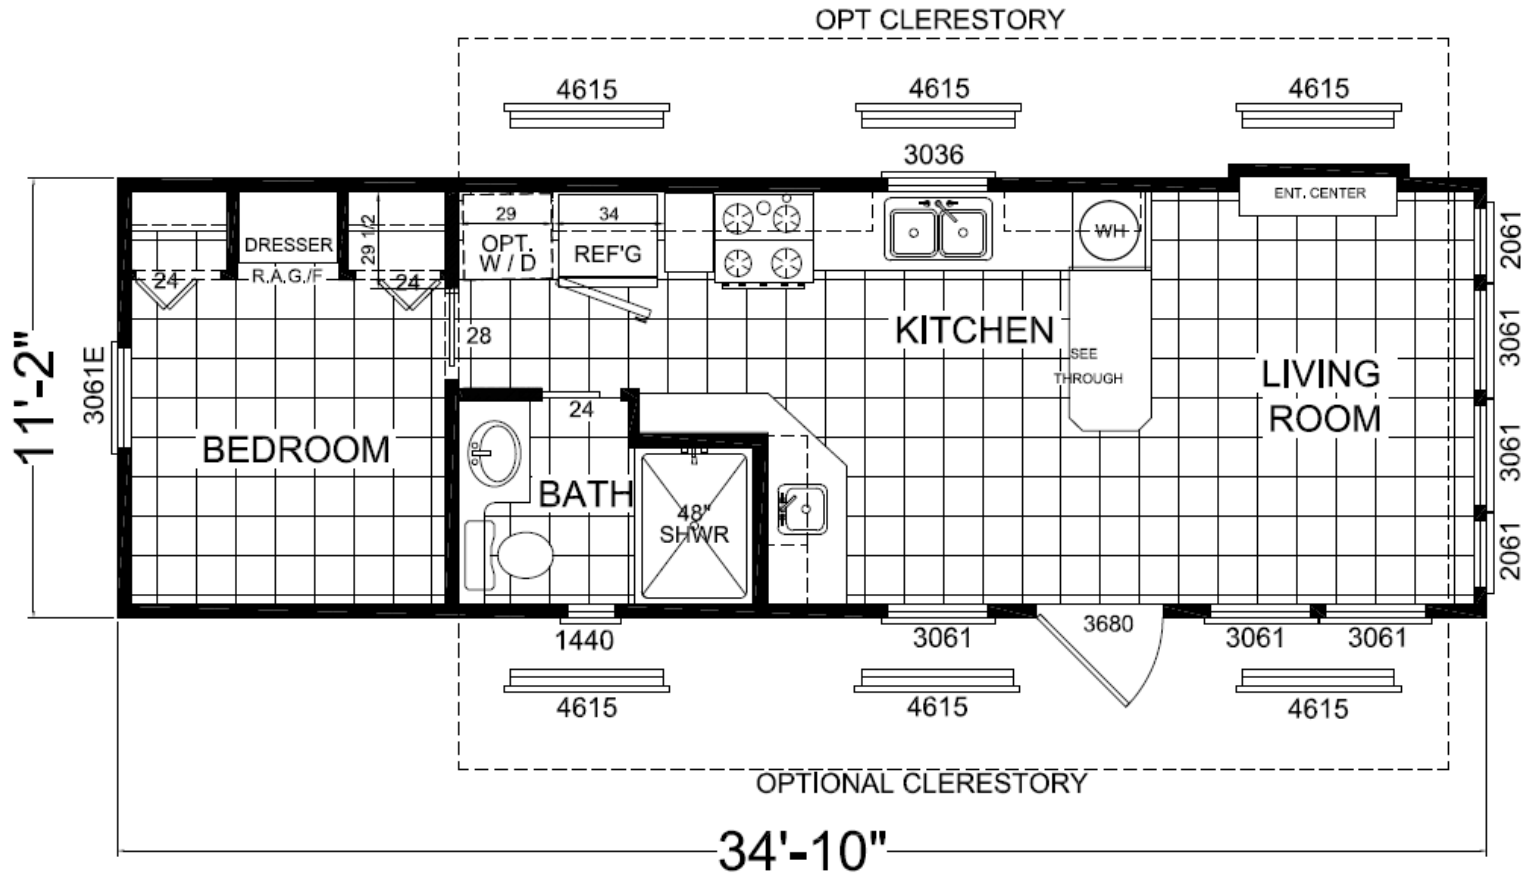 OPT CLERESTORY
4615
4615
4615
3036
ENT. CENTER
29
34
29 1/2
DRESSER
OPT.
W / D
REF'G
WH
2061
R.A.G./F
24
24
28
KITCHEN
3061
11'-2"
3061E
SEE
THROUGH
LIVING
ROOM
24
BEDROOM
3061
BATH
48"
SHWR
2061
1440
3061
3680
3061
3061
4615
4615
4615
OPTIONAL CLERESTORY
34'-10"